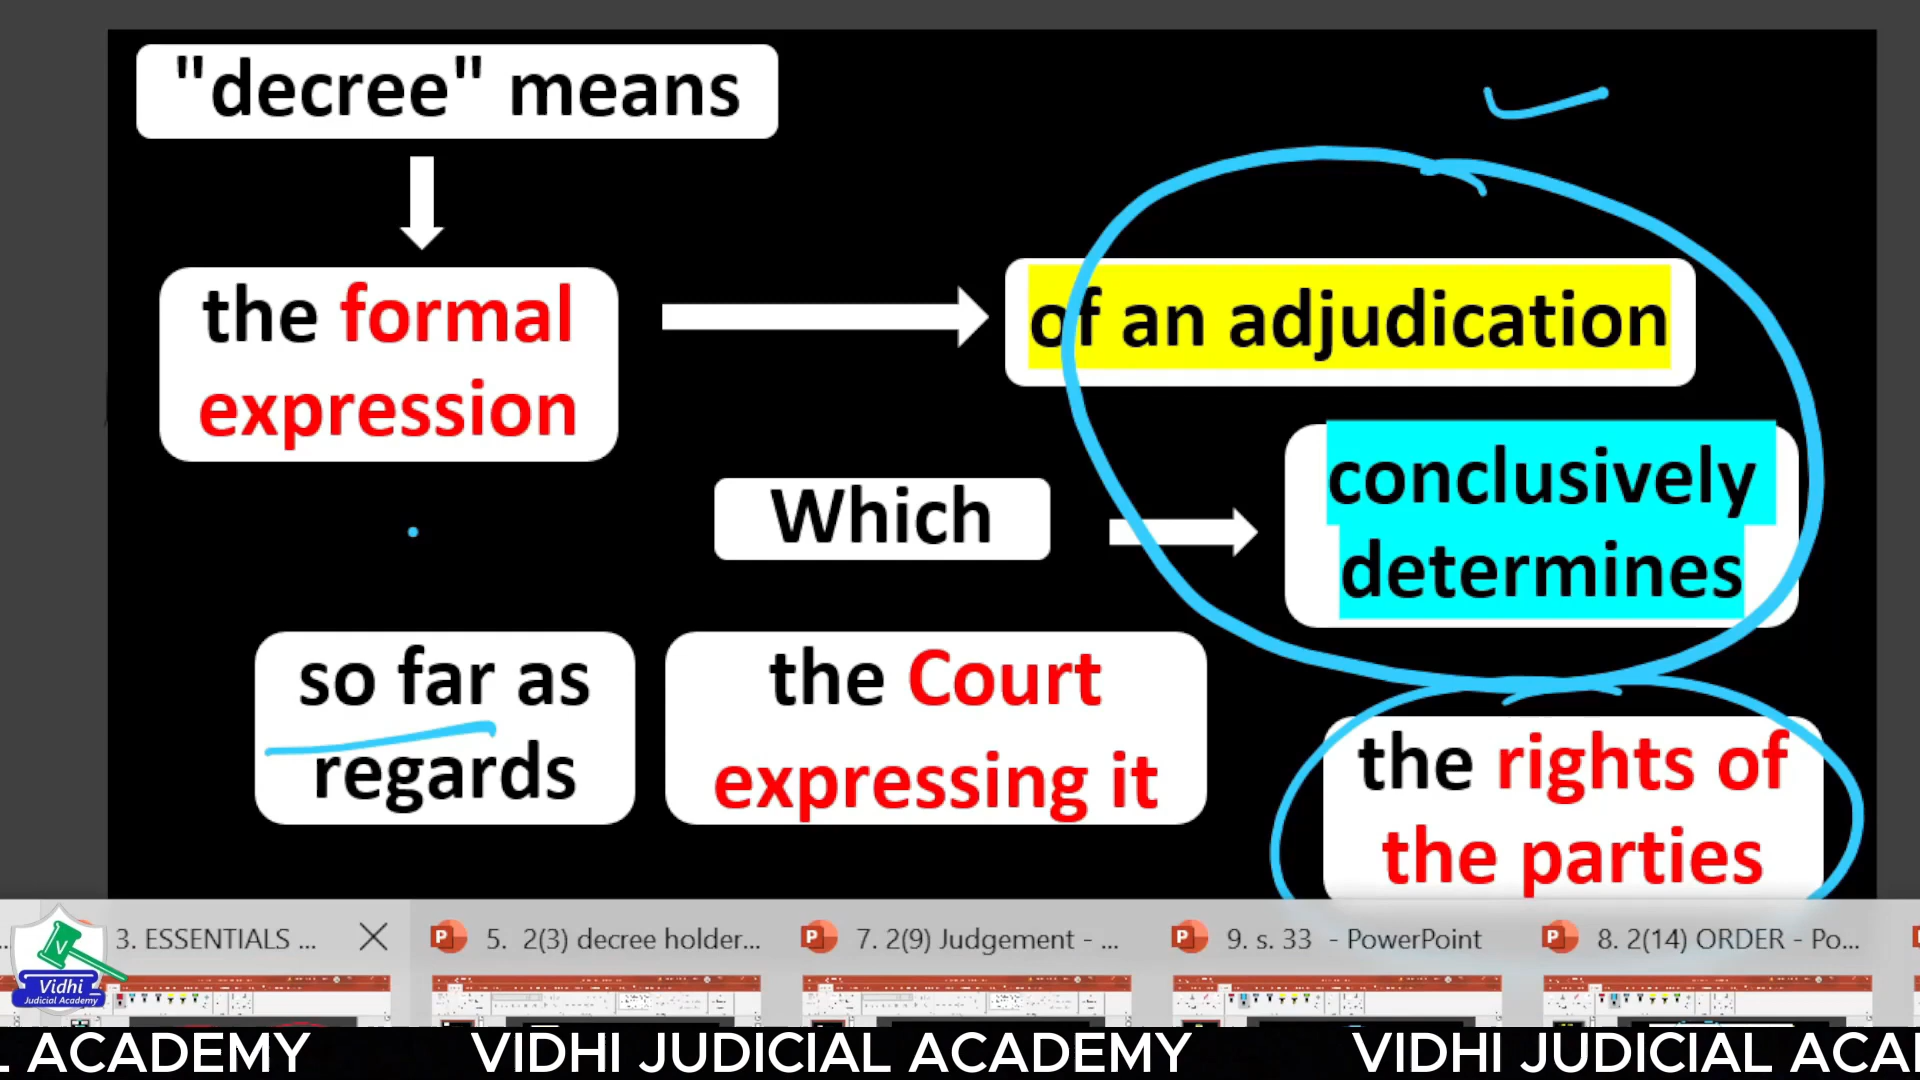 "decree" means
the formal
expression
of an adjudication
Which
conclusively
determines
so far as
regards
the Court
expressing it
the rights of
the parties
3. ESSENTIALS ...
5. 2(3) decree holder...
7. 2(9) Judgement - ...
9. s. 33 - PowerPoint
8. 2(14) ORDER - Po...
V
Vidhi
Judicial Academy
L ACADEMY VIDHI JUDICIAL ACADEMY VIDHI JUDICIAL ACA